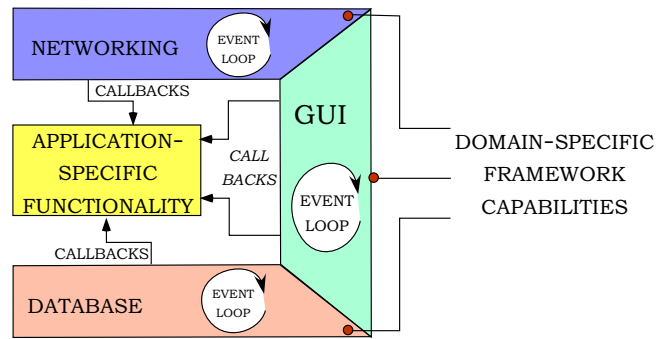 NETWORKING
EVENT
LOOP
CALLBACKS
APPLICATION-
SPECIFIC
FUNCTIONALITY
CALL
BACKS
GUI
EVENT
LOOP
CALLBACKS
DATABASE
EVENT
LOOP
DOMAIN-SPECIFIC
FRAMEWORK
CAPABILITIES